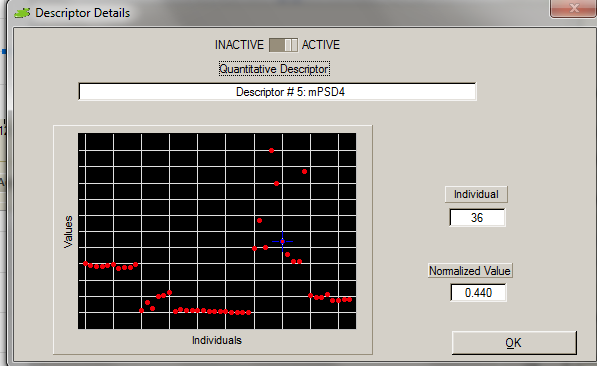 Descriptor Details
INACTIVE ACTIVE
Quantitative Descriptor
Descriptor # 5: mPSD4
Values
Individuals
Individual
36
Normalized Value
0.440
OK